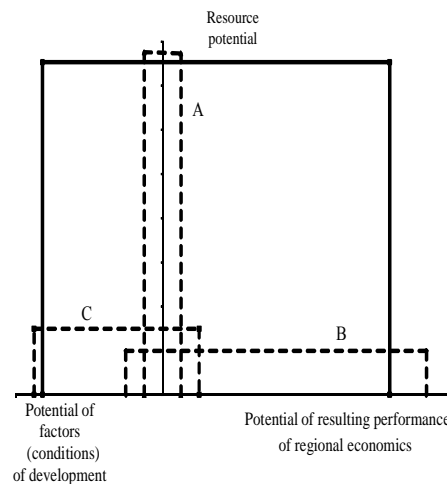 Resource
potential
A
C
B
Potential of
factors
(conditions)
of development
Potential of resulting performance
of regional economics